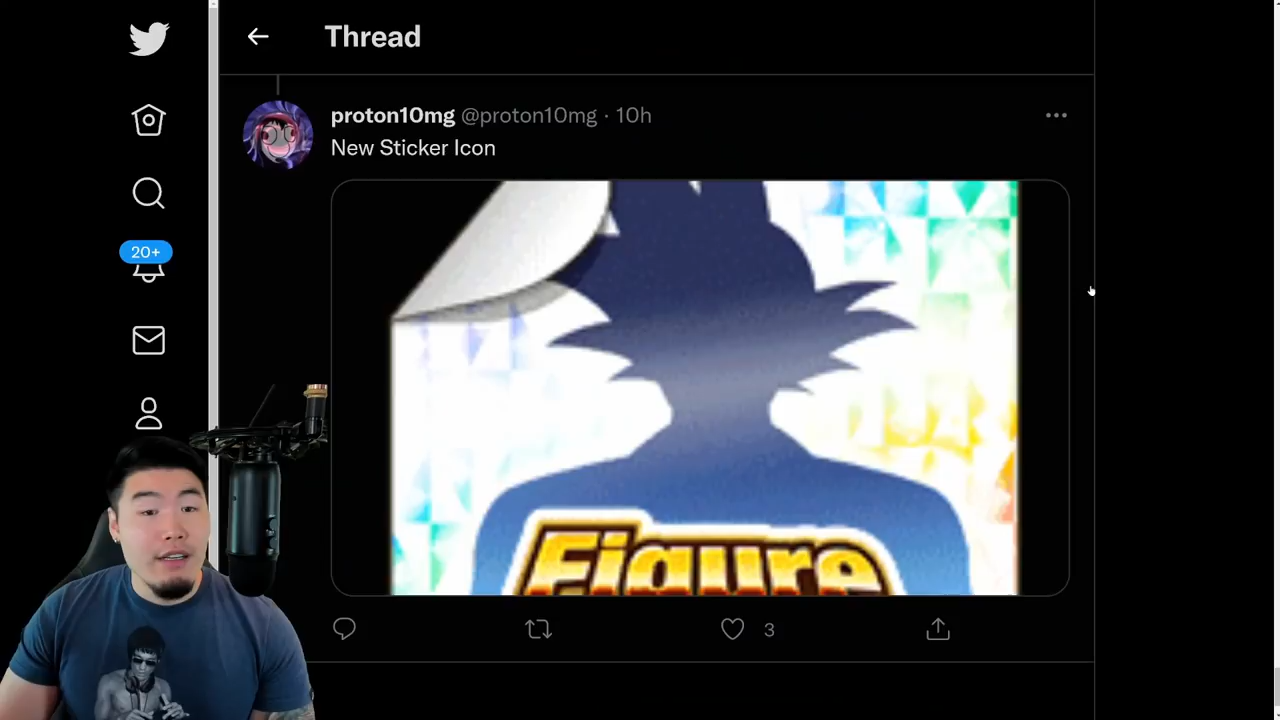 Thread
proton10mg @proton10mg · 10h
New Sticker Icon
20+
Figure
3